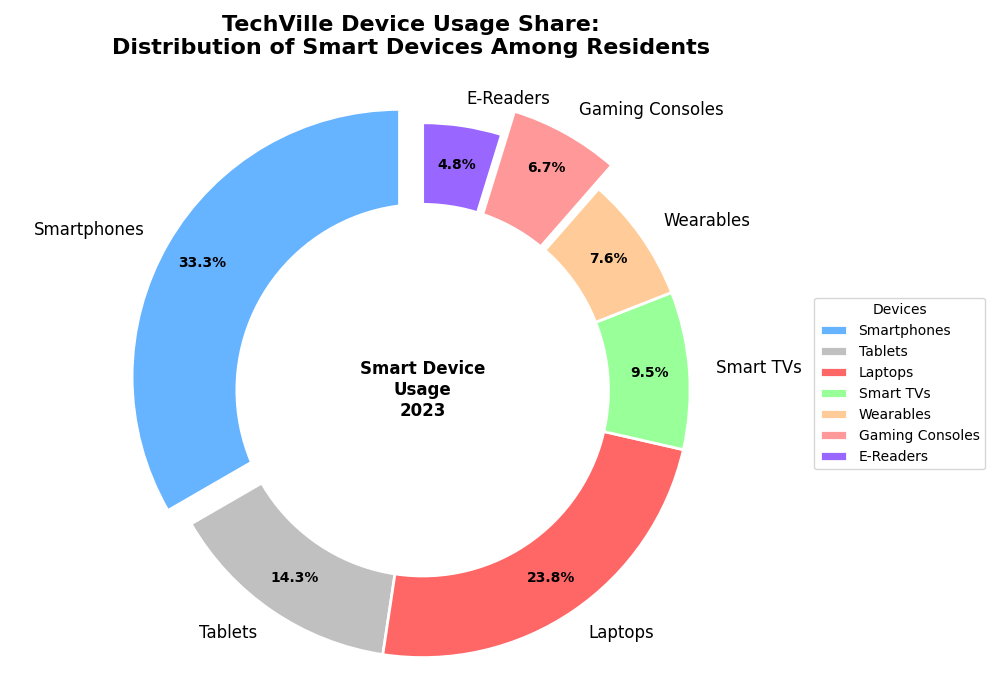 TechVille Device Usage Share:
Distribution of Smart Devices Among Residents
E-Readers
Gaming Consoles
4.8%
6.7%
Wearables
Smartphones
33.3%
7.6%
Smart TVs
9.5%
Smart Device
Usage
2023
14.3%
23.8%
Tablets
Laptops
Devices
Smartphones
Tablets
Laptops
Smart TVs
Wearables
Gaming Consoles
E-Readers